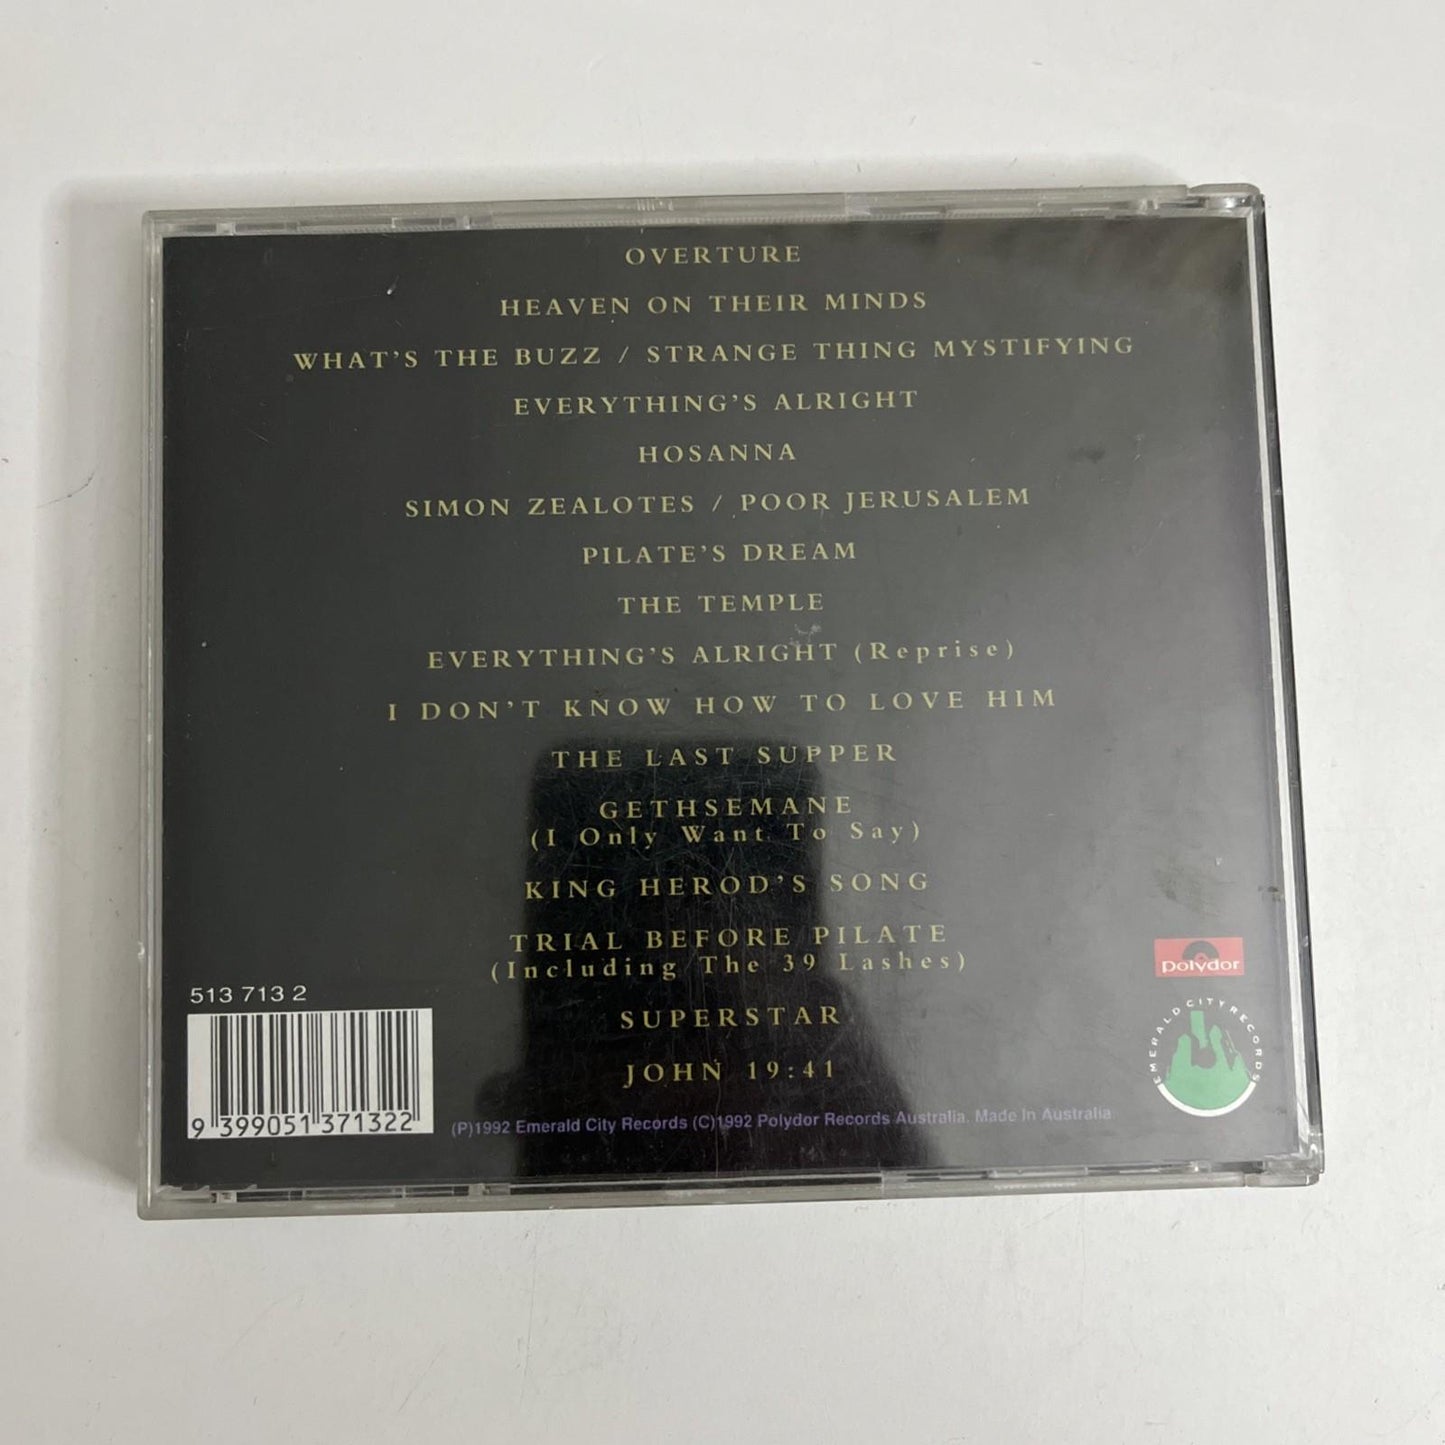 OVERTURE
HEAVEN ON THEIR MINDS
WHAT'S THE BUZZ / STRANGE THING MYSTIFYING
EVERYTHING'S ALRIGHT
HOSANNA
SIMON ZEALOTES / POOR JERUSALEM
PILATE'S DREAM
THE TEMPLE
EVERYTHING'S ALRIGHT (Reprise)
I DON'T KNOW HOW TO LOVE HIM
THE LAST SUPPER
GETHSEMANE
(I Only Want To Say)
KING HEROD'S SONG
TRIAL BEFORE PILATE
(Including The 39 Lashes)
SUPERSTAR
JOHN 19:41
513 713 2
9 399051 371322
(P)1992 Emerald City Records (C)1992 Polydor Records Australia. Made In Australia
polydor
EMERALD CITY RECORDS